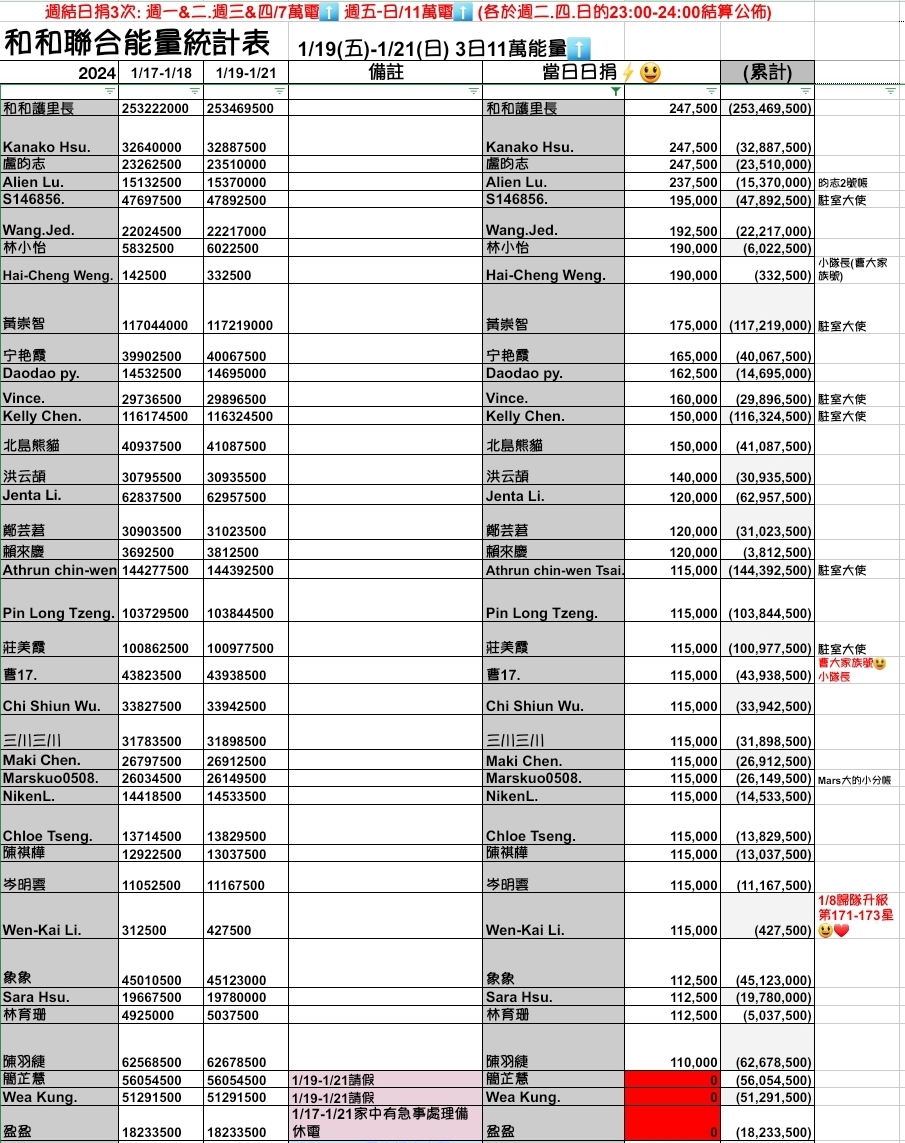 週結日捐3次: 週一&二.週三&四/7萬電⬆️ 週五-日/11萬電⬆️ (各於週二.四.日的23:00-24:00結算公佈)
和和聯合能量統計表 1/19(五)-1/21(日) 3日11萬能量⬆️
2024 1/17-1/18 1/19-1/21 備註 當日日捐⚡😃 (累計)
和和護里長 253222000 253469500 和和護里長 247,500 (253,469,500)
Kanako Hsu. 32640000 32887500 Kanako Hsu. 247,500 (32,887,500)
盧昀志 23262500 23510000 盧昀志 247,500 (23,510,000)
Alien Lu. 15132500 15370000 Alien Lu. 237,500 (15,370,000) 昀志2號帳
S146856. 47697500 47892500 S146856. 195,000 (47,892,500) 駐室大使
Wang.Jed. 22024500 22217000 Wang.Jed. 192,500 (22,217,000)
林小怡 5832500 6022500 林小怡 190,000 (6,022,500)
Hai-Cheng Weng. 142500 332500 Hai-Cheng Weng. 190,000 (332,500) 小隊長(曹大家
族號)
黃崇智 117044000 117219000 黃崇智 175,000 (117,219,000) 駐室大使
宁艳霞 39902500 40067500 宁艳霞 165,000 (40,067,500)
Daodao py. 14532500 14695000 Daodao py. 162,500 (14,695,000)
Vince. 29736500 29896500 Vince. 160,000 (29,896,500) 駐室大使
Kelly Chen. 116174500 116324500 Kelly Chen. 150,000 (116,324,500) 駐室大使
北島熊貓 40937500 41087500 北島熊貓 150,000 (41,087,500)
洪云頡 30795500 30935500 洪云頡 140,000 (30,935,500)
Jenta Li. 62837500 62957500 Jenta Li. 120,000 (62,957,500)
鄭芸莙 30903500 31023500 鄭芸莙 120,000 (31,023,500)
賴來慶 3692500 3812500 賴來慶 120,000 (3,812,500)
Athrun chin-wen 144277500 144392500 Athrun chin-wen Tsai. 115,000 (144,392,500) 駐室大使
Pin Long Tzeng. 103729500 103844500 Pin Long Tzeng. 115,000 (103,844,500)
莊美霞 100862500 100977500 莊美霞 115,000 (100,977,500) 駐室大使
曹17. 43823500 43938500 曹17. 115,000 (43,938,500) 曹大家族號😃
小隊長
Chi Shiun Wu. 33827500 33942500 Chi Shiun Wu. 115,000 (33,942,500)
三川三川 31783500 31898500 三川三川 115,000 (31,898,500)
Maki Chen. 26797500 26912500 Maki Chen. 115,000 (26,912,500)
Marskuo0508. 26034500 26149500 Marskuo0508. 115,000 (26,149,500) Mars大的小分帳
NikenL. 14418500 14533500 NikenL. 115,000 (14,533,500)
Chloe Tseng. 13714500 13829500 Chloe Tseng. 115,000 (13,829,500)
陳祺樺 12922500 13037500 陳祺樺 115,000 (13,037,500)
岑明雲 11052500 11167500 岑明雲 115,000 (11,167,500)
Wen-Kai Li. 312500 427500 Wen-Kai Li. 115,000 (427,500) 1/8歸隊升級
第171-173星
😃❤️
象象 45010500 45123000 象象 112,500 (45,123,000)
Sara Hsu. 19667500 19780000 Sara Hsu. 112,500 (19,780,000)
林育珊 4925000 5037500 林育珊 112,500 (5,037,500)
陳羽緁 62568500 62678500 陳羽緁 110,000 (62,678,500)
簡芷慧 56054500 56054500 1/19-1/21請假 簡芷慧 0 (56,054,500)
Wea Kung. 51291500 51291500 1/19-1/21請假 Wea Kung. 0 (51,291,500)
盈盈 18233500 18233500 1/17-1/21家中有急事處理備
休電 盈盈 0 (18,233,500)